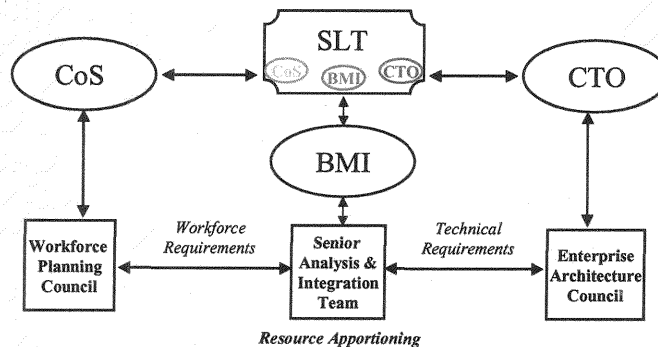 SLT
CoS
BMI
CTO
CoS
CTO
BMI
Workforce
Requirements
Technical
Requirements
Workforce
Planning
Council
Senior
Analysis &
Integration
Team
Enterprise
Architecture
Council
Resource Apportioning